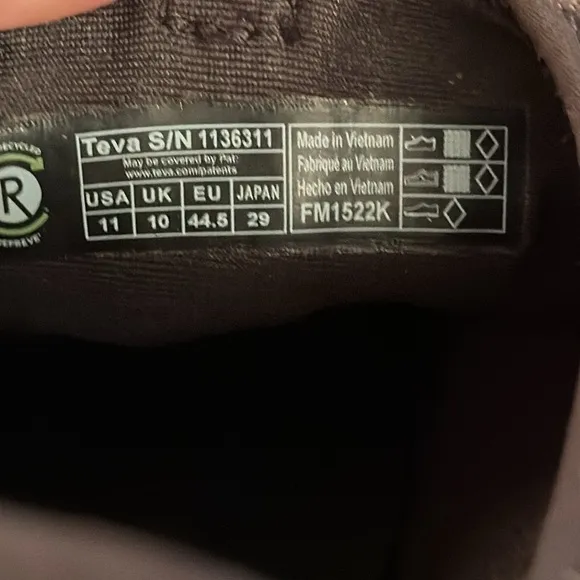 RECYCLED
R
REPREVE
Teva S/N 1136311
May be covered by Pat:
www.teva.com/patents
USA UK EU JAPAN
11 10 44.5 29
Made in Vietnam
Fabriqué au Vietnam
Hecho en Vietnam
FM1522K